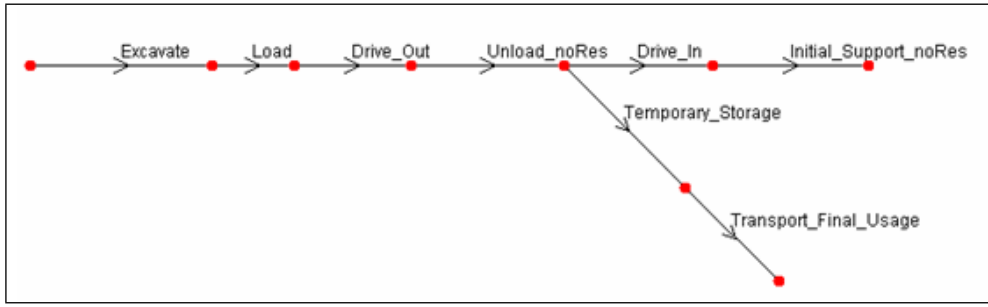 Excavate
Load
Drive_Out
Unload_noRes
Drive_In
Initial_Support_noRes
Temporary_Storage
Transport_Final_Usage